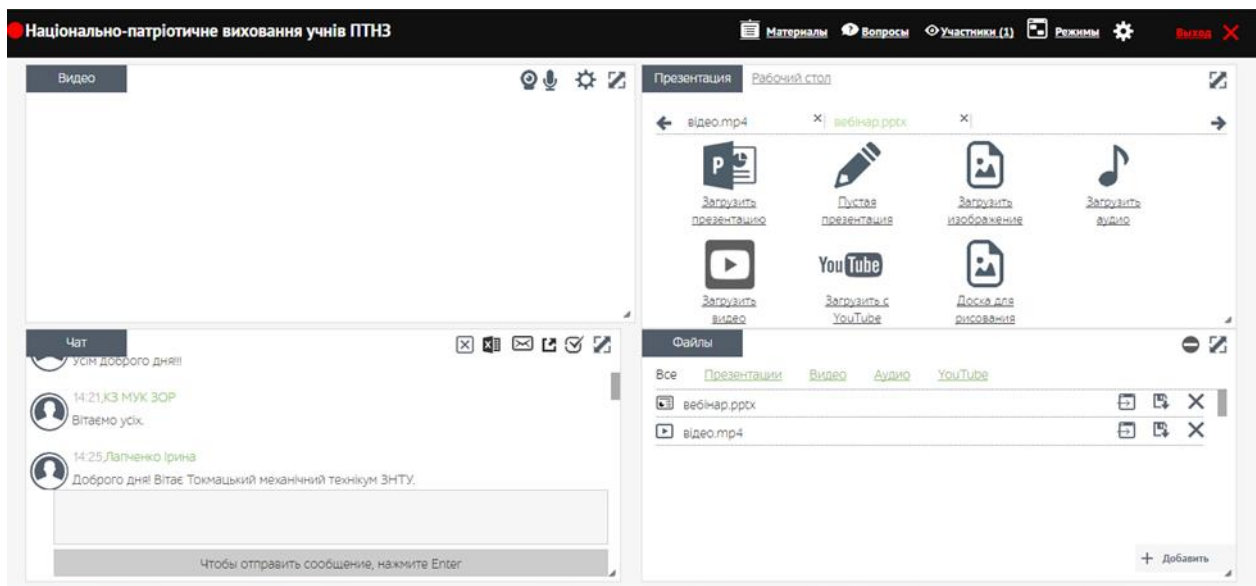 Національно-патріотичне виховання учнів ПТНЗ
Материалы
Вопросы
Участники (1)
Режимы
Выход
Видео
Презентация
Рабочий стол
відео.mp4
вебінар.pptx
Загрузить
презентацию
Пустая
презентация
Загрузить
изображение
Загрузить
аудио
Загрузить
видео
You Tube
Загрузить с
YouTube
Доска для
рисования
Чат
Усім доброго дня!!!
14:21,КЗ МУК ЗОР
Вітаємо усіх.
14:25,Лапченко Ірина
Доброго дня! Вітає Токмацький механічний технікум ЗНТУ.
Чтобы отправить сообщение, нажмите Enter
Файлы
Все
Презентации
Видео
Аудио
YouTube
вебінар.pptx
відео.mp4
+ Добавить